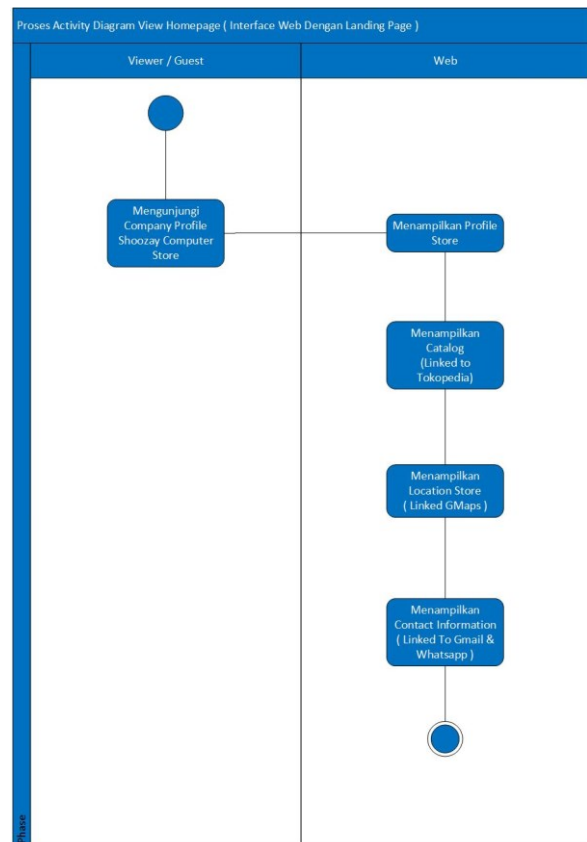 Proses Activity Diagram View Homepage ( Interface Web Dengan Landing Page )
Viewer / Guest
Web
Mengunjungi
Company Profile
Shoozay Computer
Store
Menampilkan Profile
Store
Menampilkan
Catalog
(Linked to
Tokopedia)
Menampilkan
Location Store
( Linked GMaps )
Menampilkan
Contact Information
( Linked To Gmail &
Whatsapp )
Phase